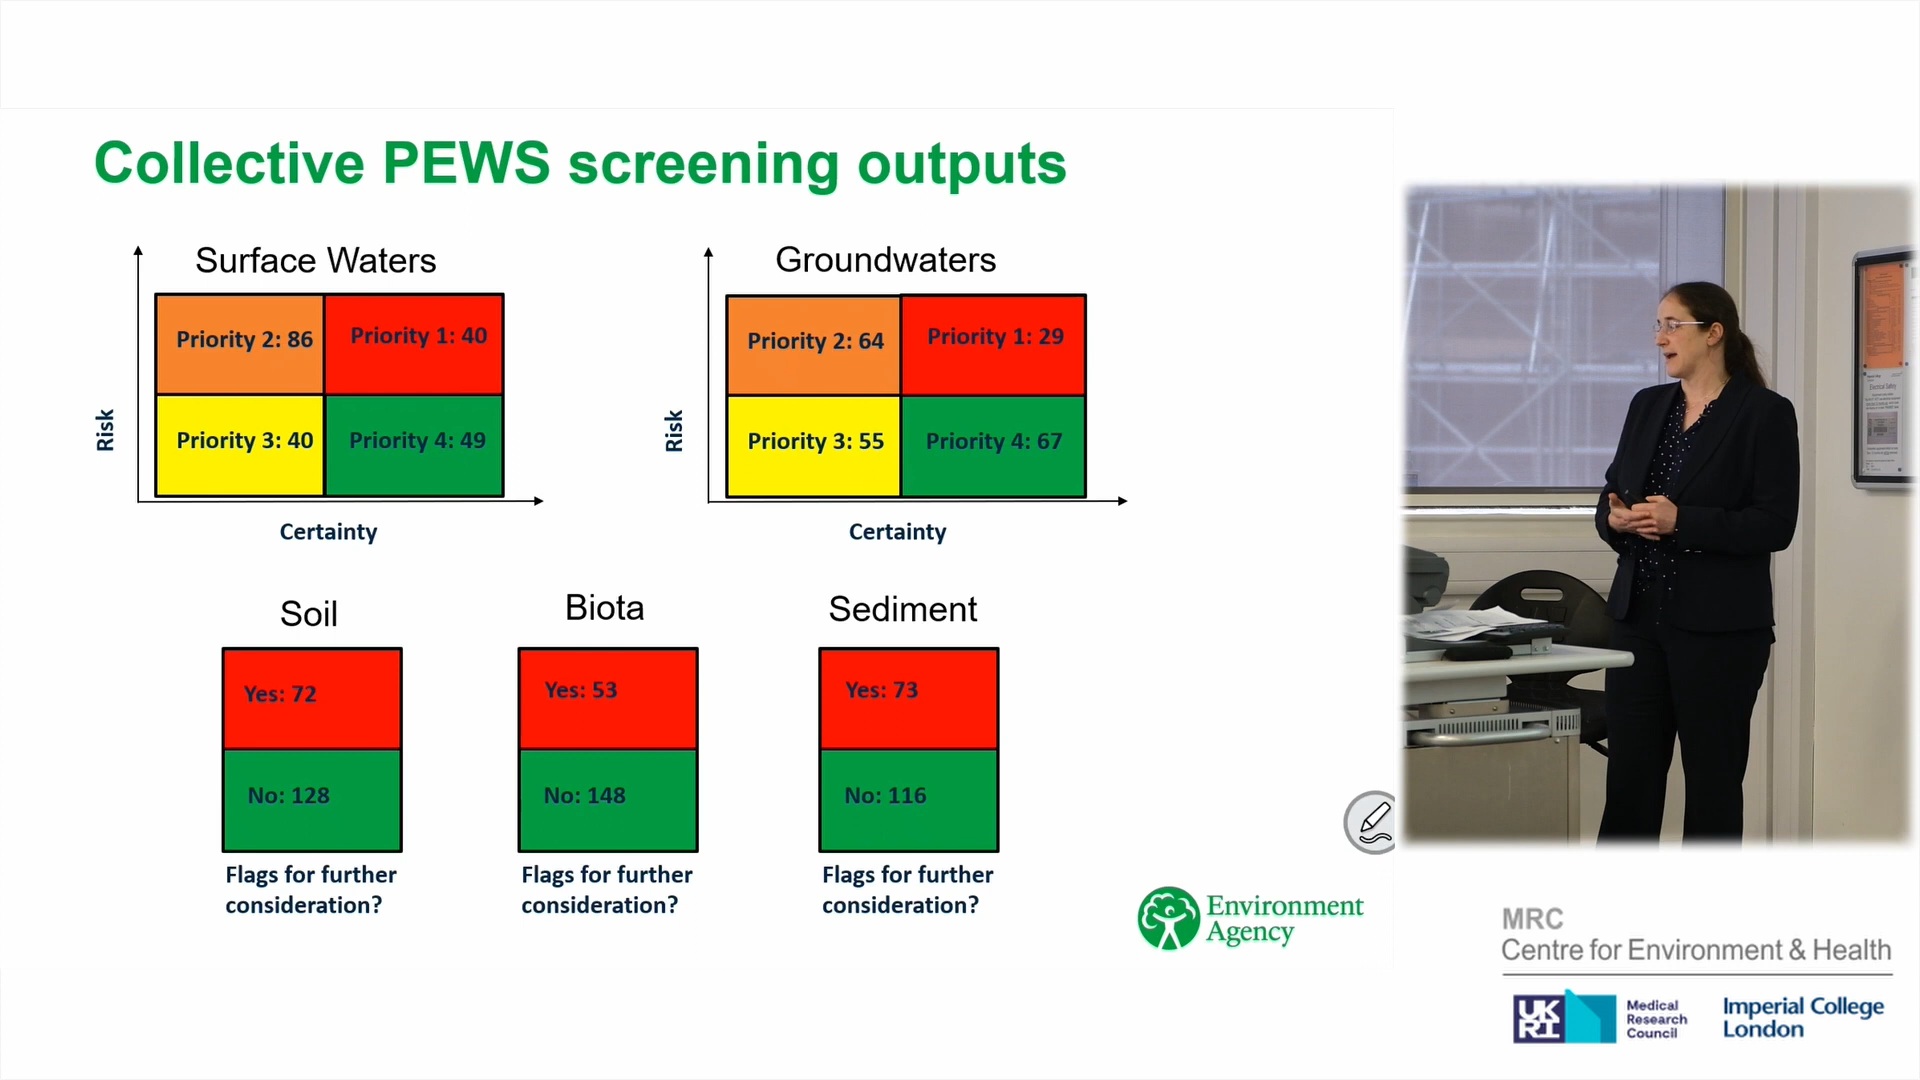 Collective PEWS screening outputs
Surface Waters
Priority 2: 86
Priority 1: 40
Priority 3: 40
Priority 4: 49
Risk
Certainty
Groundwaters
Priority 2: 64
Priority 1: 29
Priority 3: 55
Priority 4: 67
Risk
Certainty
Soil
Yes: 72
No: 128
Flags for further
consideration?
Biota
Yes: 53
No: 148
Flags for further
consideration?
Sediment
Yes: 73
No: 116
Flags for further
consideration?
Environment
Agency
MRC
Centre for Environment & Health
UK
RI
Medical
Research
Council
Imperial College
London